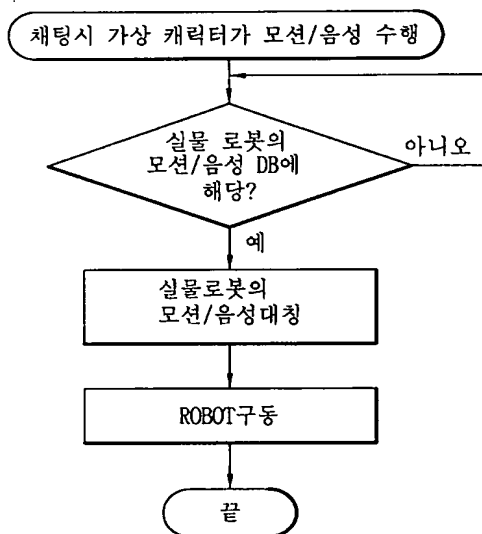 채팅시 가상 캐릭터가 모션/음성 수행
실물 로봇의
모션/음성 DB에
해당?
아니오
예
실물로봇의
모션/음성대칭
ROBOT구동
끝